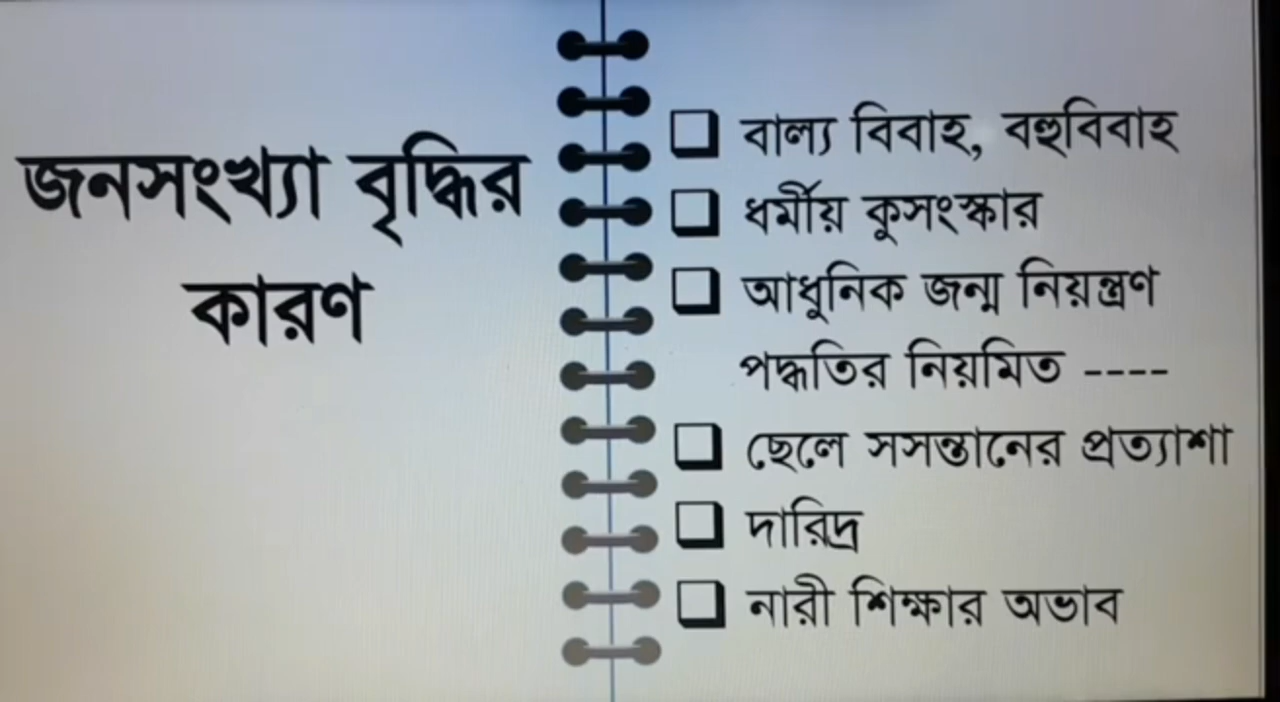 জনসংখ্যা বৃদ্ধির
কারণ
বাল্য বিবাহ, বহুবিবাহ
ধর্মীয় কুসংস্কার
আধুনিক জন্ম নিয়ন্ত্রণ
পদ্ধতির নিয়মিত ----
ছেলে সসন্তানের প্রত্যাশা
দারিদ্র
নারী শিক্ষার অভাব